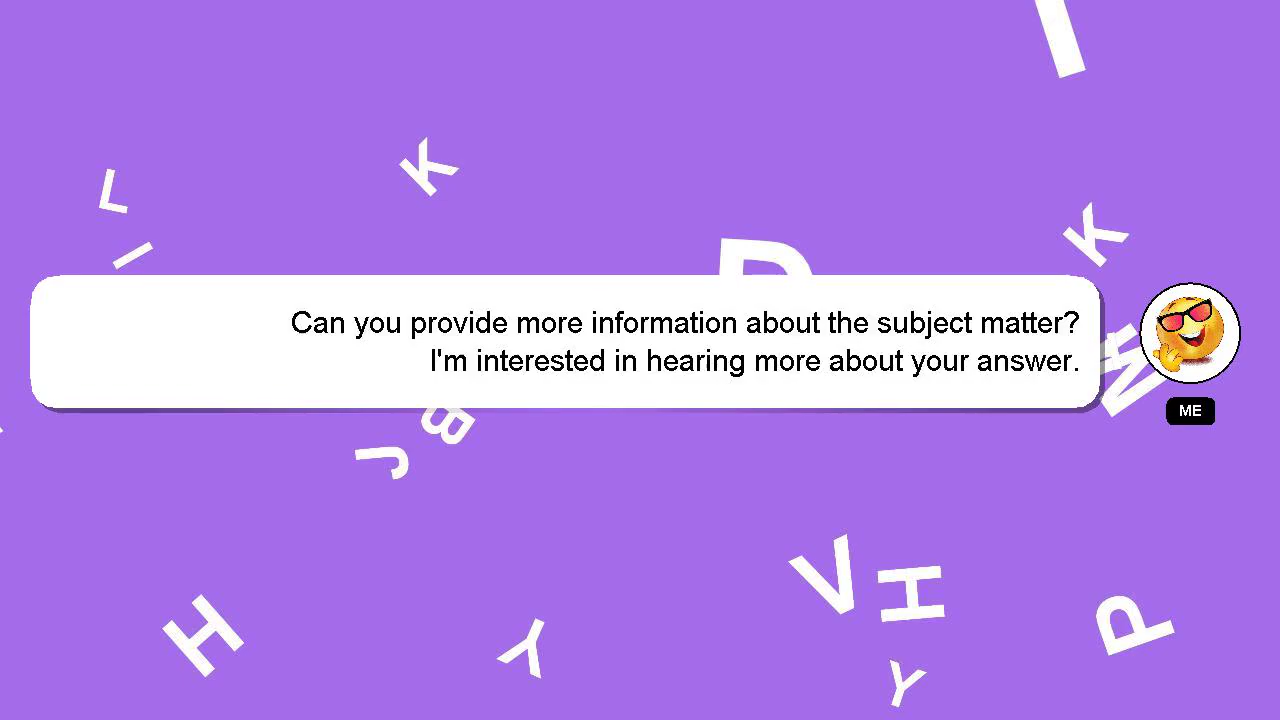 I
K
L
K
I
D
Can you provide more information about the subject matter?
I'm interested in hearing more about your answer.
M
ME
B
J
V
H
H
P
Y
Y